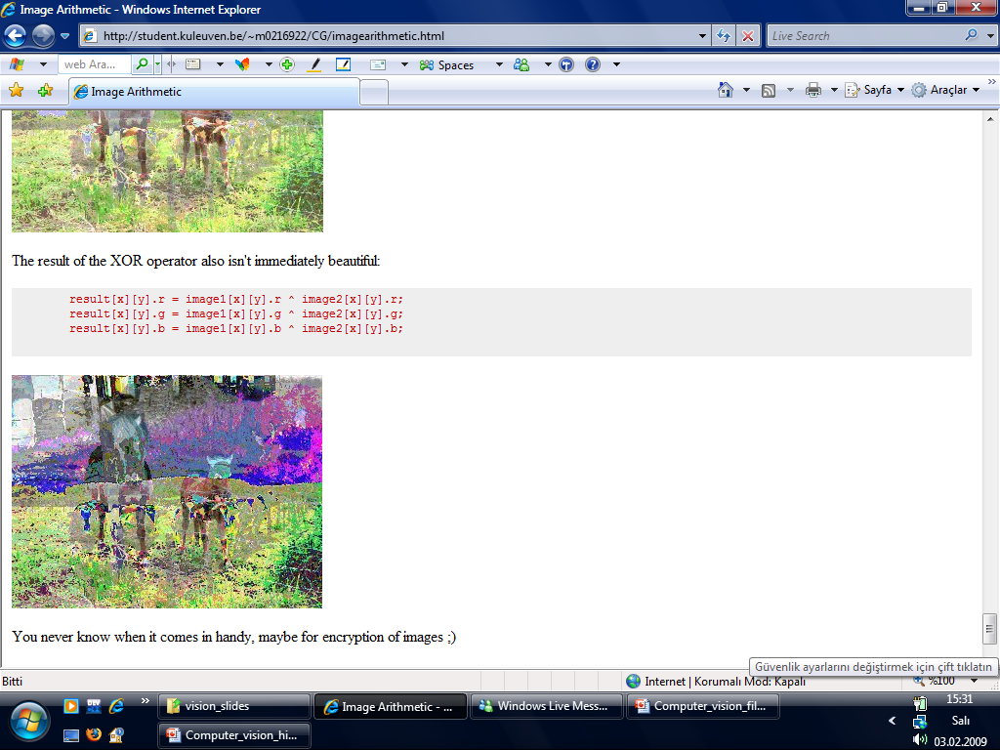 Image Arithmetic - Windows Internet Explorer
http://student.kuleuven.be/~m0216922/CG/imagearithmetic.html
Live Search
web Ara...
Spaces
Image Arithmetic
Sayfa
Araçlar
The result of the XOR operator also isn't immediately beautiful:
result[x][y].r = image1[x][y].r ^ image2[x][y].r;
result[x][y].g = image1[x][y].g ^ image2[x][y].g;
result[x][y].b = image1[x][y].b ^ image2[x][y].b;
You never know when it comes in handy, maybe for encryption of images ;)
Güvenlik ayarlarını değiştirmek için çift tıklatın
Bitti
Internet | Korumalı Mod: Kapalı
%100
vision_slides
Image Arithmetic - ...
Windows Live Mess...
Computer_vision_fil...
15:31
Salı
Computer_vision_hi...
03.02.2009